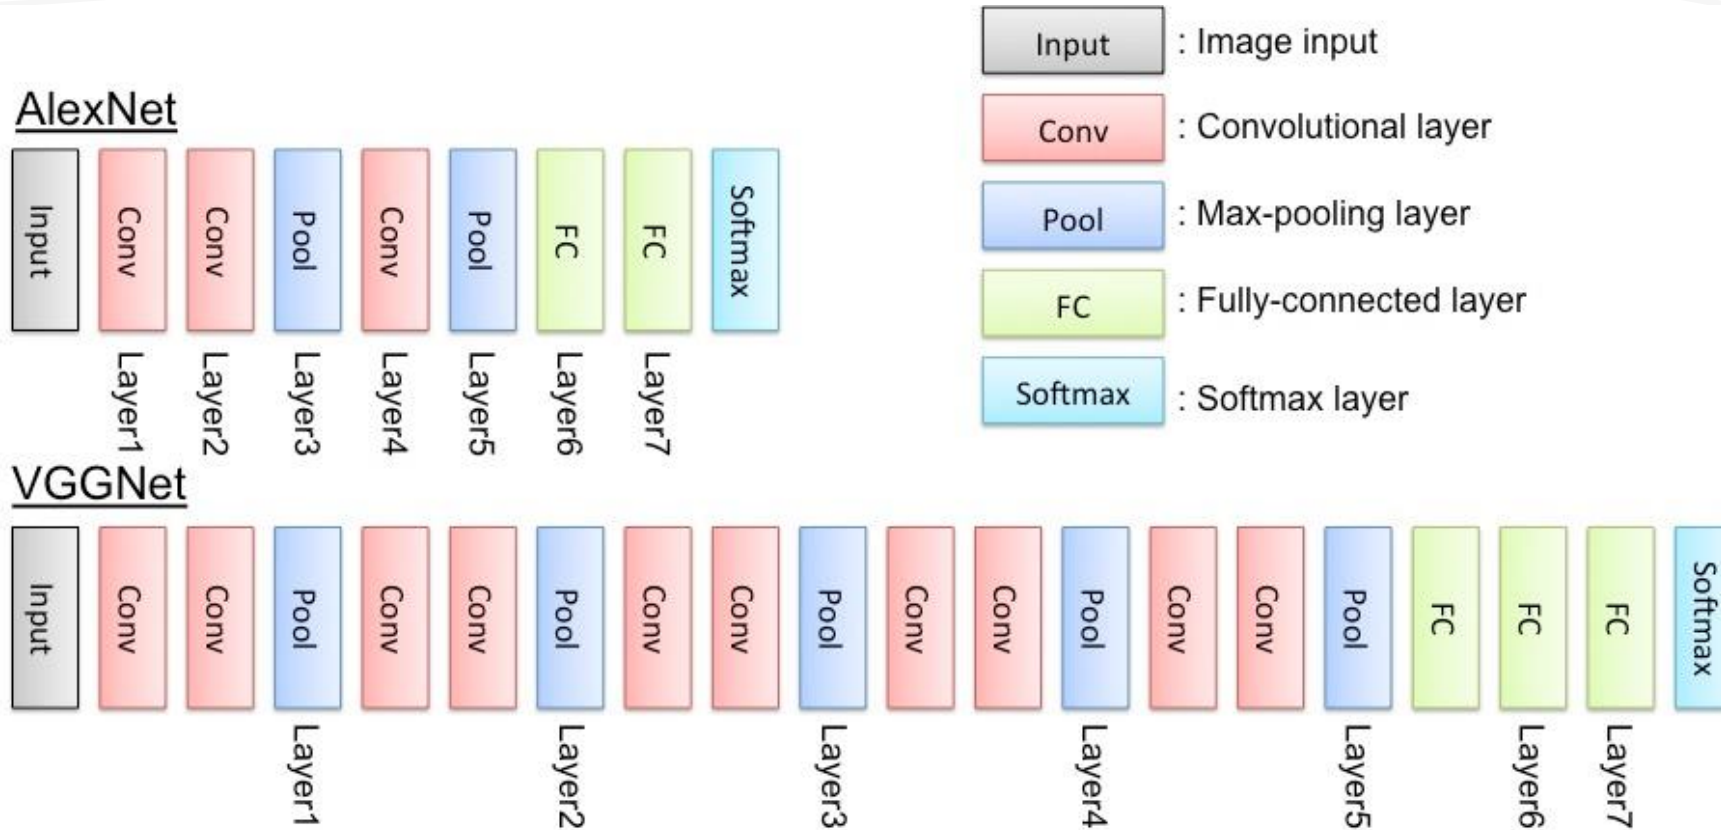 AlexNet
Input Conv Conv Pool Conv Pool FC FC Softmax
Layer1 Layer2 Layer3 Layer4 Layer5 Layer6 Layer7
Input : Image input
Conv : Convolutional layer
Pool : Max-pooling layer
FC : Fully-connected layer
Softmax : Softmax layer
VGGNet
Input Conv Conv Pool Conv Conv Pool Conv Conv Pool Conv Conv Pool Conv Conv Pool FC FC FC Softmax
Layer1 Layer2 Layer3 Layer4 Layer5 Layer6 Layer7